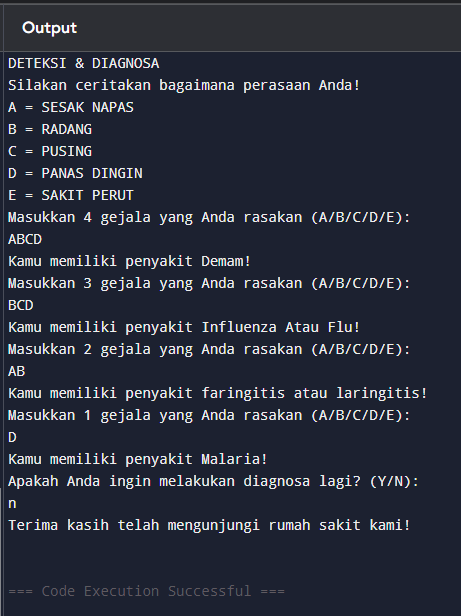 Output
DETEKSI & DIAGNOSA
Silakan ceritakan bagaimana perasaan Anda!
A = SESAK NAPAS
B = RADANG
C = PUSING
D = PANAS DINGIN
E = SAKIT PERUT
Masukkan 4 gejala yang Anda rasakan (A/B/C/D/E):
ABCD
Kamu memiliki penyakit Demam!
Masukkan 3 gejala yang Anda rasakan (A/B/C/D/E):
BCD
Kamu memiliki penyakit Influenza Atau Flu!
Masukkan 2 gejala yang Anda rasakan (A/B/C/D/E):
AB
Kamu memiliki penyakit faringitis atau laringitis!
Masukkan 1 gejala yang Anda rasakan (A/B/C/D/E):
D
Kamu memiliki penyakit Malaria!
Apakah Anda ingin melakukan diagnosa lagi? (Y/N):
n
Terima kasih telah mengunjungi rumah sakit kami!
=== Code Execution Successful ===